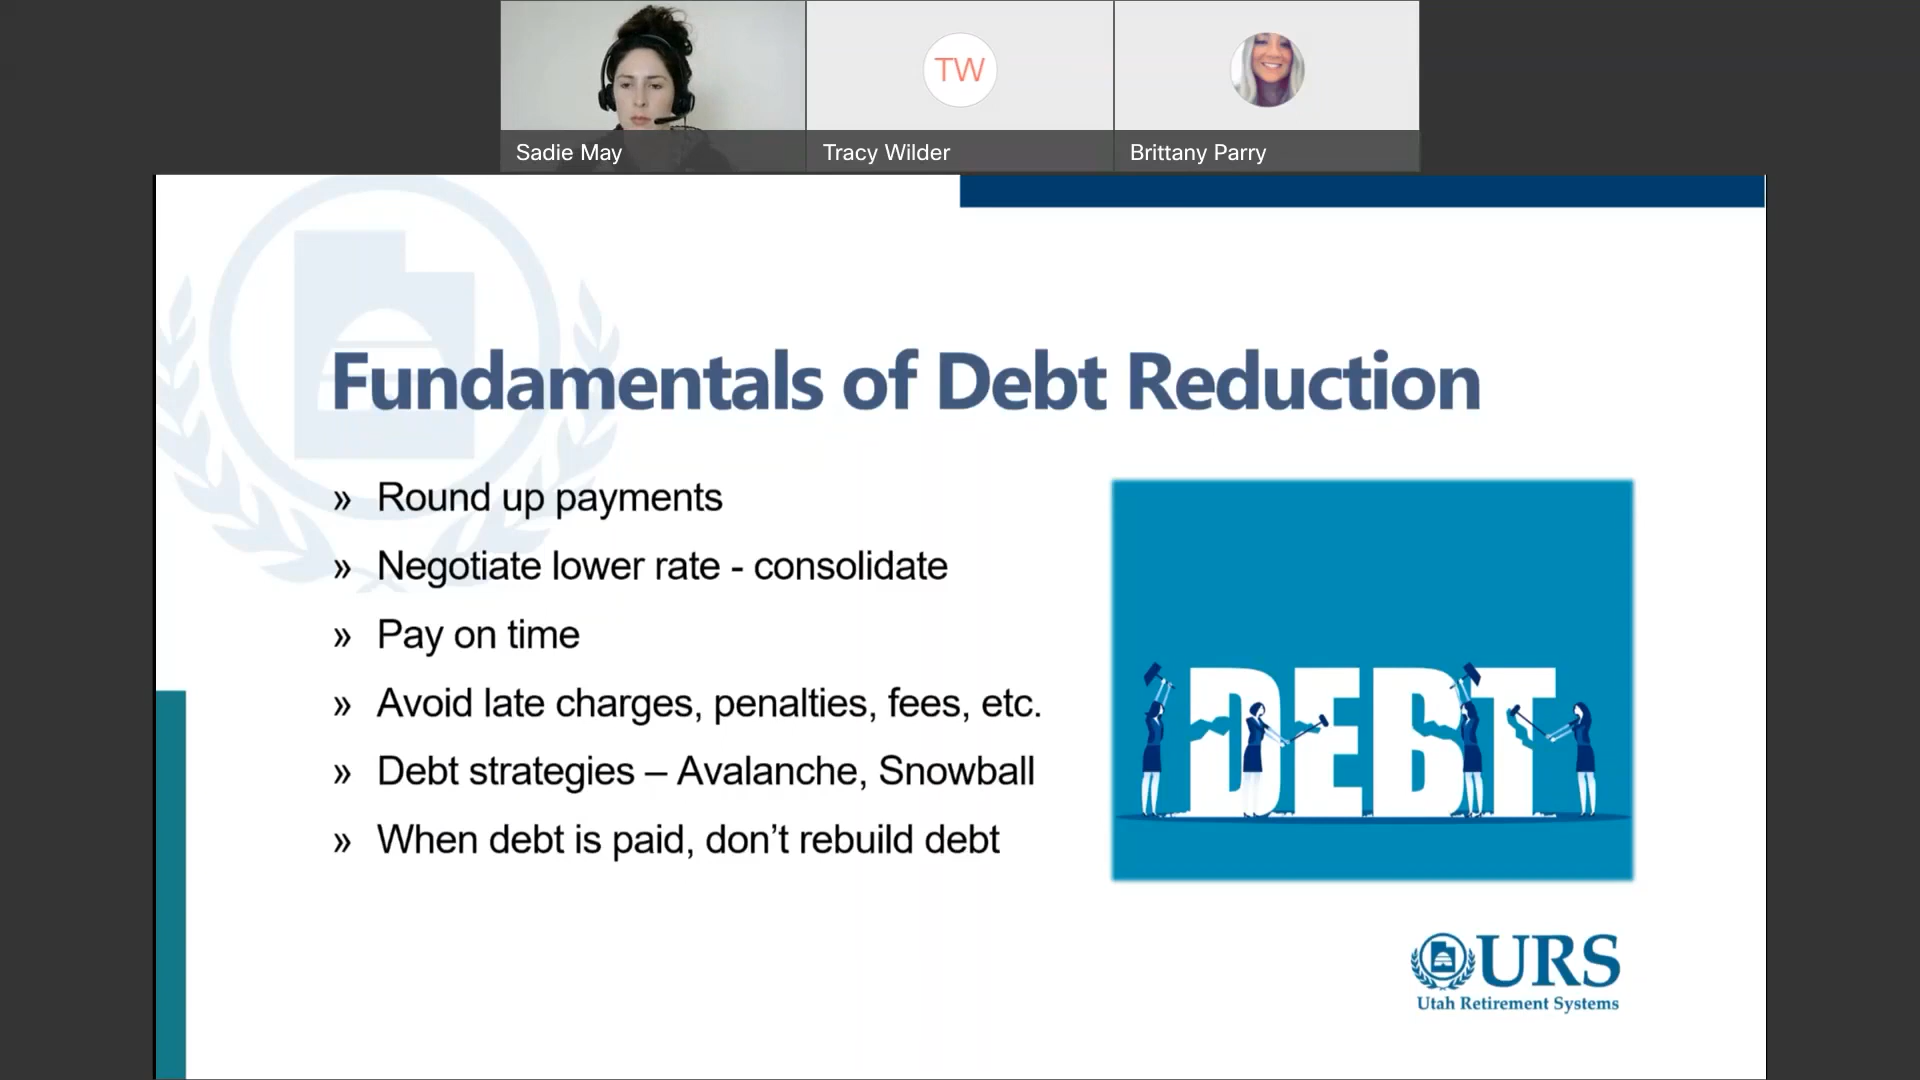 TW
Sadie May
Tracy Wilder
Brittany Parry
Fundamentals of Debt Reduction
» Round up payments
» Negotiate lower rate - consolidate
» Pay on time
» Avoid late charges, penalties, fees, etc.
» Debt strategies – Avalanche, Snowball
» When debt is paid, don’t rebuild debt
DEBT
URS
Utah Retirement Systems